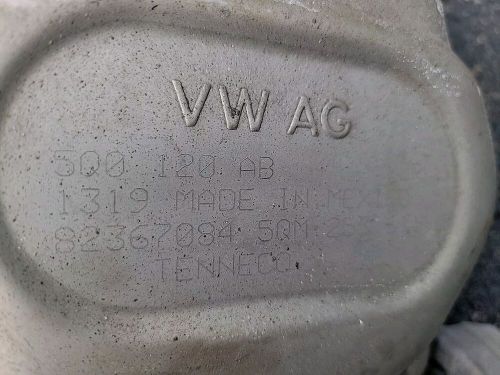 VW AG
5Q0 120 AB
1319 MADE IN
82367084 5QM
TENNECO